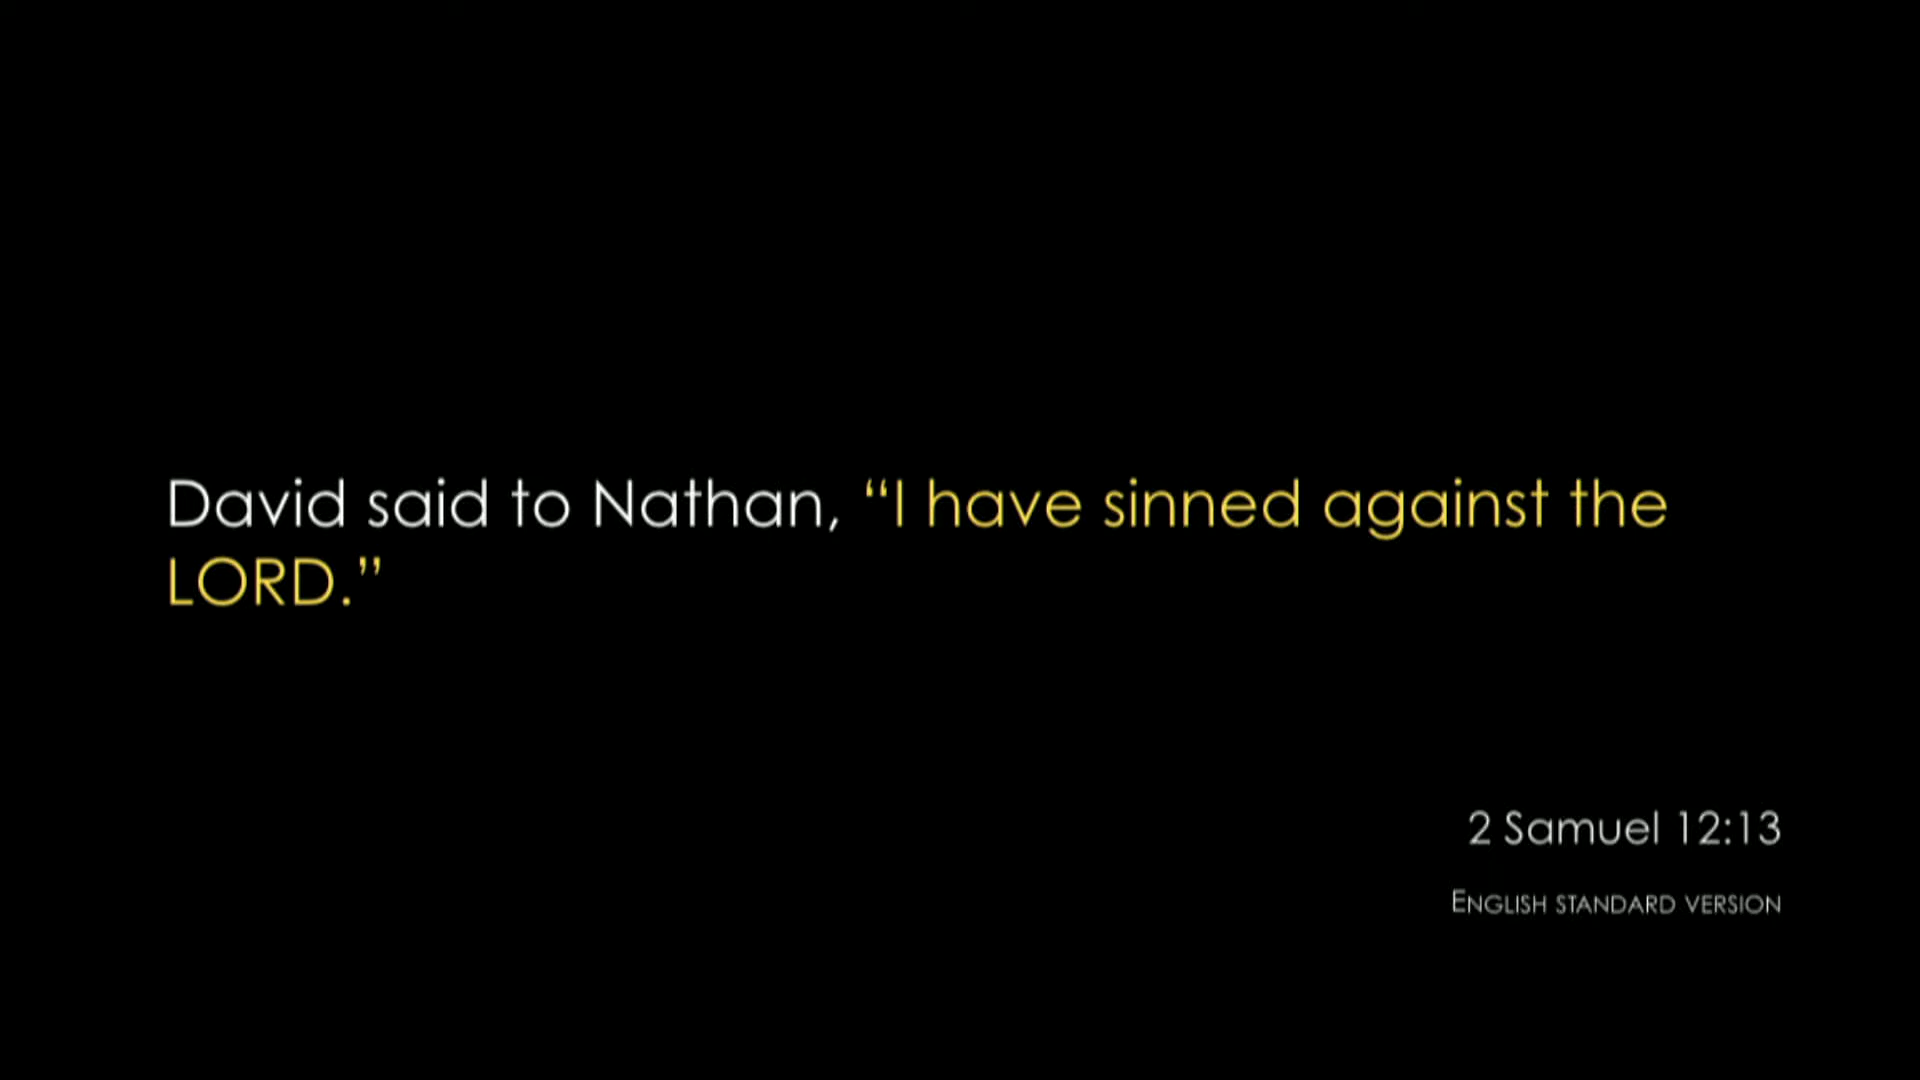 David said to Nathan, “I have sinned against the
LORD.”
2 Samuel 12:13
ENGLISH STANDARD VERSION